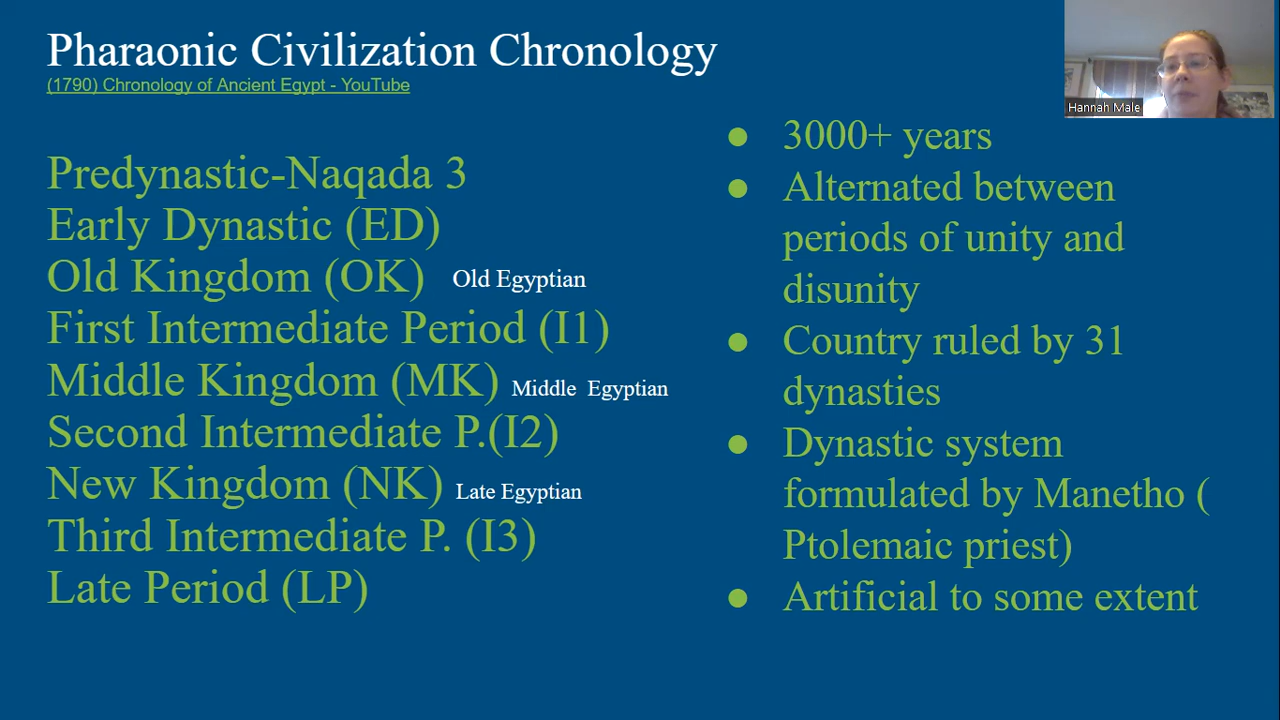 Pharaonic Civilization Chronology
(1790) Chronology of Ancient Egypt - YouTube
Hannah Male
Predynastic-Naqada 3
Early Dynastic (ED)
Old Kingdom (OK) Old Egyptian
First Intermediate Period (I1)
Middle Kingdom (MK) Middle Egyptian
Second Intermediate P.(I2)
New Kingdom (NK) Late Egyptian
Third Intermediate P. (I3)
Late Period (LP)
● 3000+ years
● Alternated between
periods of unity and
disunity
● Country ruled by 31
dynasties
● Dynastic system
formulated by Manetho (
Ptolemaic priest)
● Artificial to some extent